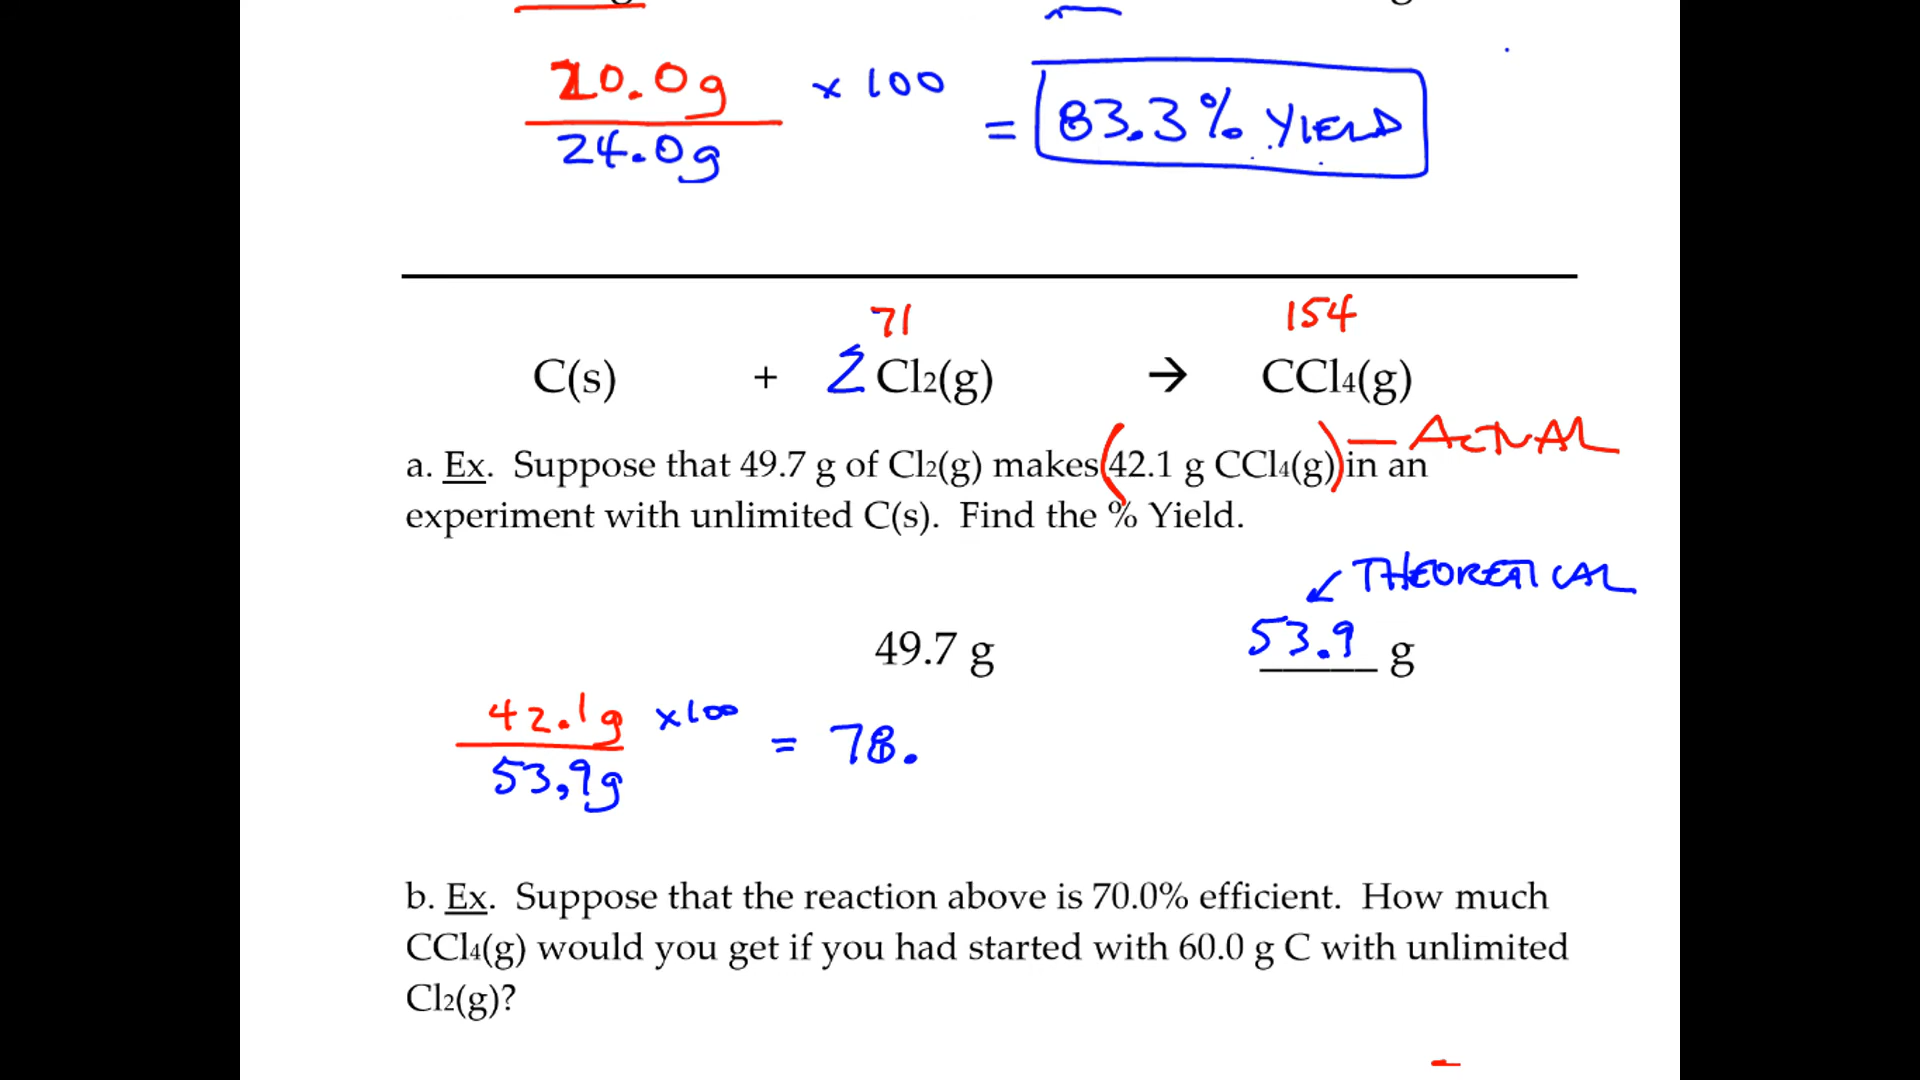 20.0g x 100
24.0g = 83.3% YIELD
71 154
C(s) + 2 Cl2(g) → CCl4(g)
— ACTUAL
a. Ex. Suppose that 49.7 g of Cl2(g) makes (42.1 g CCl4(g)) in an
experiment with unlimited C(s). Find the % Yield.
↙ THEORETICAL
49.7 g 53.9 g
42.1g x100
53,9g = 78.
b. Ex. Suppose that the reaction above is 70.0% efficient. How much
CCl4(g) would you get if you had started with 60.0 g C with unlimited
Cl2(g)?